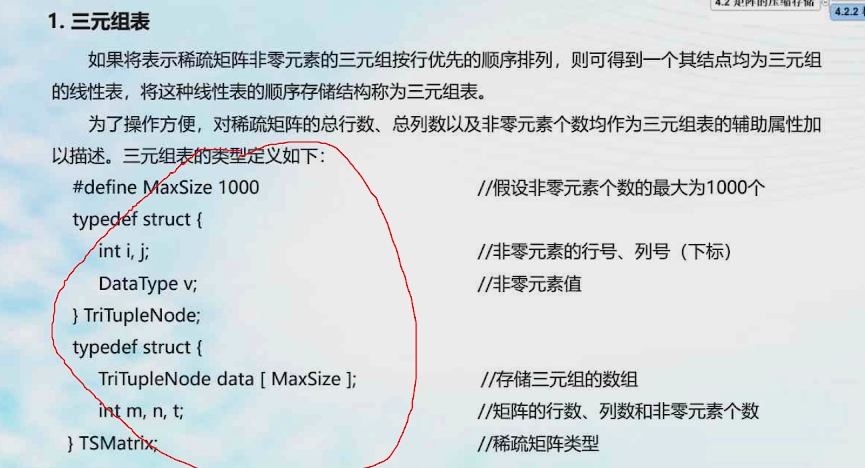 4.2 矩阵的压缩存储
4.2.2
1. 三元组表
如果将表示稀疏矩阵非零元素的三元组按行优先的顺序排列，则可得到一个其结点均为三元组
的线性表，将这种线性表的顺序存储结构称为三元组表。
为了操作方便，对稀疏矩阵的总行数、总列数以及非零元素个数均作为三元组表的辅助属性加
以描述。三元组表的类型定义如下：
#define MaxSize 1000 //假设非零元素个数的最大为1000个
typedef struct {
int i, j; //非零元素的行号、列号（下标）
DataType v; //非零元素值
} TriTupleNode;
typedef struct {
TriTupleNode data [ MaxSize ]; //存储三元组的数组
int m, n, t; //矩阵的行数、列数和非零元素个数
} TSMatrix; //稀疏矩阵类型